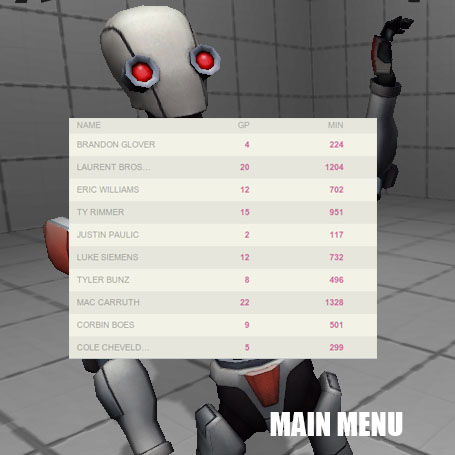 NAME GP MIN
BRANDON GLOVER 4 224
LAURENT BROS... 20 1204
ERIC WILLIAMS 12 702
TY RIMMER 15 951
JUSTIN PAULIC 2 117
LUKE SIEMENS 12 732
TYLER BUNZ 8 496
MAC CARRUTH 22 1328
CORBIN BOES 9 501
COLE CHEVELD... 5 299
MAIN MENU